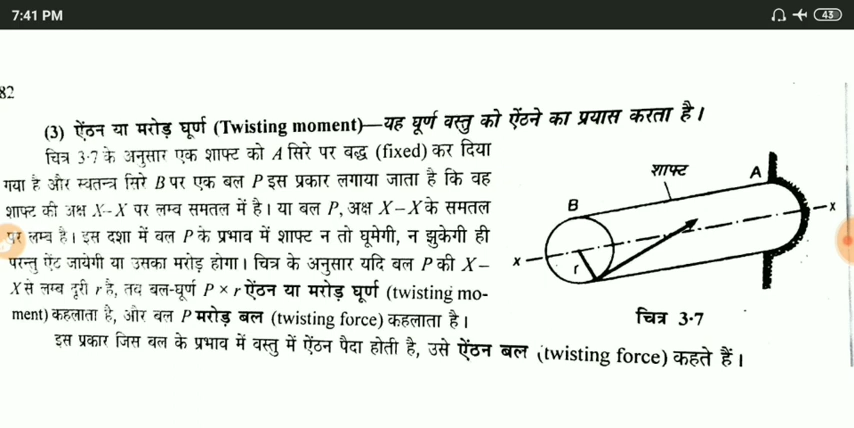 7:41 PM
43
82
(3) ऐंठन या मरोड़ घूर्ण (Twisting moment)—यह घूर्ण वस्तु को ऐंठने का प्रयास करता है।
चित्र 3·7 के अनुसार एक शाफ्ट को A सिरे पर बद्ध (fixed) कर दिया
गया है और स्वतन्त्र सिरे B पर एक बल P इस प्रकार लगाया जाता है कि वह
शाफ्ट की अक्ष X–X पर लम्ब समतल में है। या बल P, अक्ष X–X के समतल
पर लम्ब है। इस दशा में बल P के प्रभाव में शाफ्ट न तो घूमेगी, न झुकेगी ही
परन्तु ऐंट जायेगी या उसका मरोड़ होगा। चित्र के अनुसार यदि बल P की X–
X से लम्ब दूरी r है, तव बल-घूर्ण P × r ऐंठन या मरोड़ घूर्ण (twisting mo-
ment) कहलाता है, और बल P मरोड़ बल (twisting force) कहलाता है।
इस प्रकार जिस बल के प्रभाव में वस्तु में ऐंठन पैदा होती है, उसे ऐंठन बल (twisting force) कहते हैं।
शाफ्ट
A
B
x
x
r
चित्र 3·7